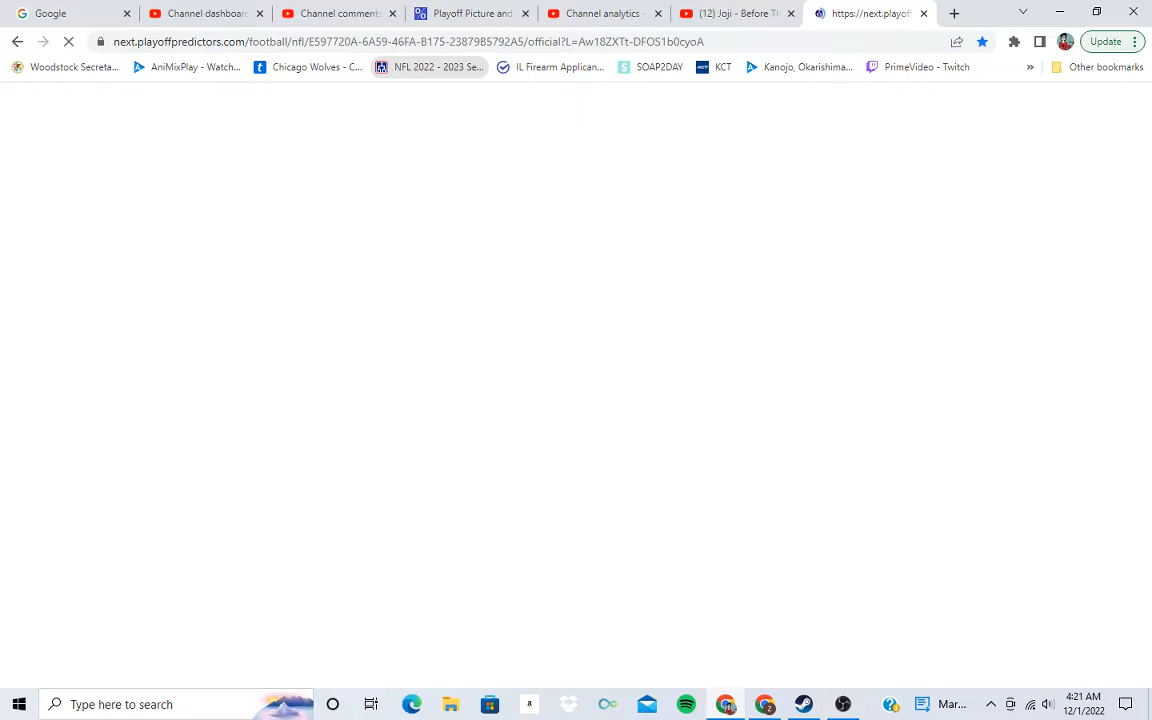 Google
Channel dashboard
Channel comments
Playoff Picture and
Channel analytics -
(12) Joji - Before Th
https://next.playoff
next.playoffpredictors.com/football/nfl/E597720A-6A59-46FA-B175-23879B5792A5/official?L=Aw18ZXTt-DFOS1b0cyoA
Update
Woodstock Secreta...
AniMixPlay - Watch...
Chicago Wolves - C...
NFL 2022 - 2023 Se...
IL Firearm Applican...
SOAP2DAY
KCT
Kanojo, Okarishima...
PrimeVideo - Twitch
»
Other bookmarks
Type here to search
Mar...
4:21 AM
12/1/2022